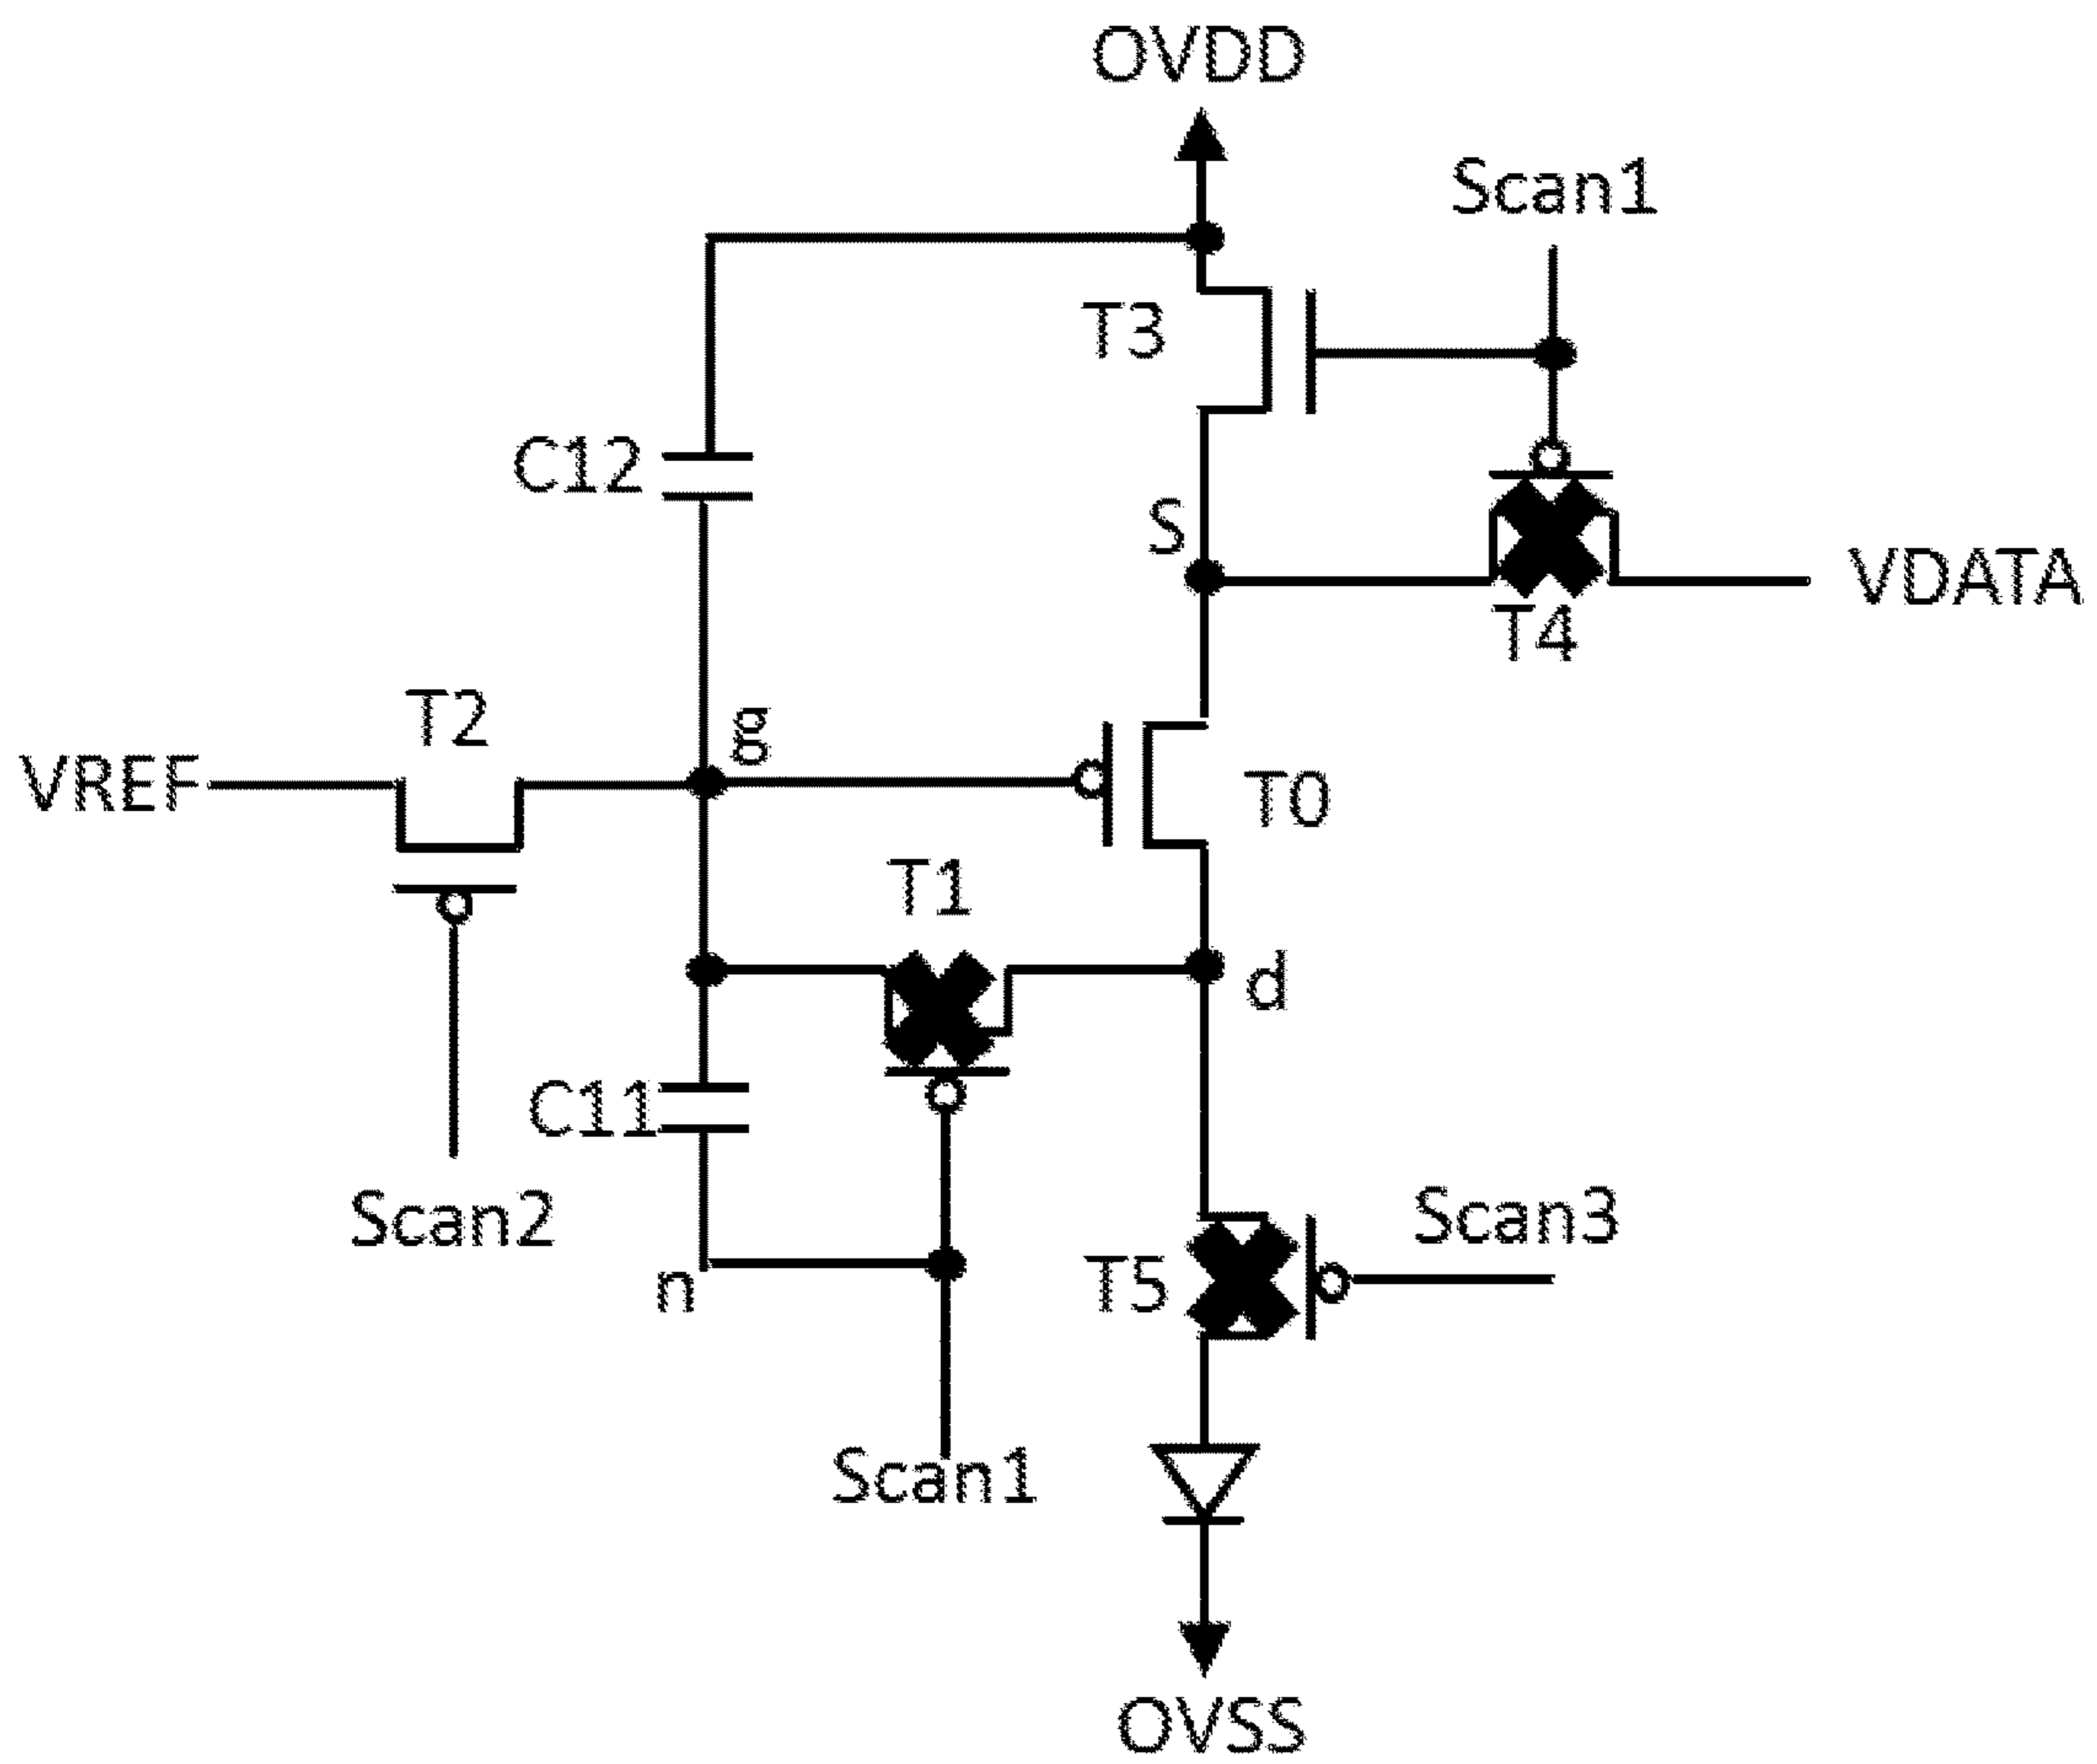 OVDD
Scan1
T3
C12
S
VDATA
T4
T2
g
VREF
T0
T1
d
C11
Scan2
Scan3
T5
n
Scan1
OVSS